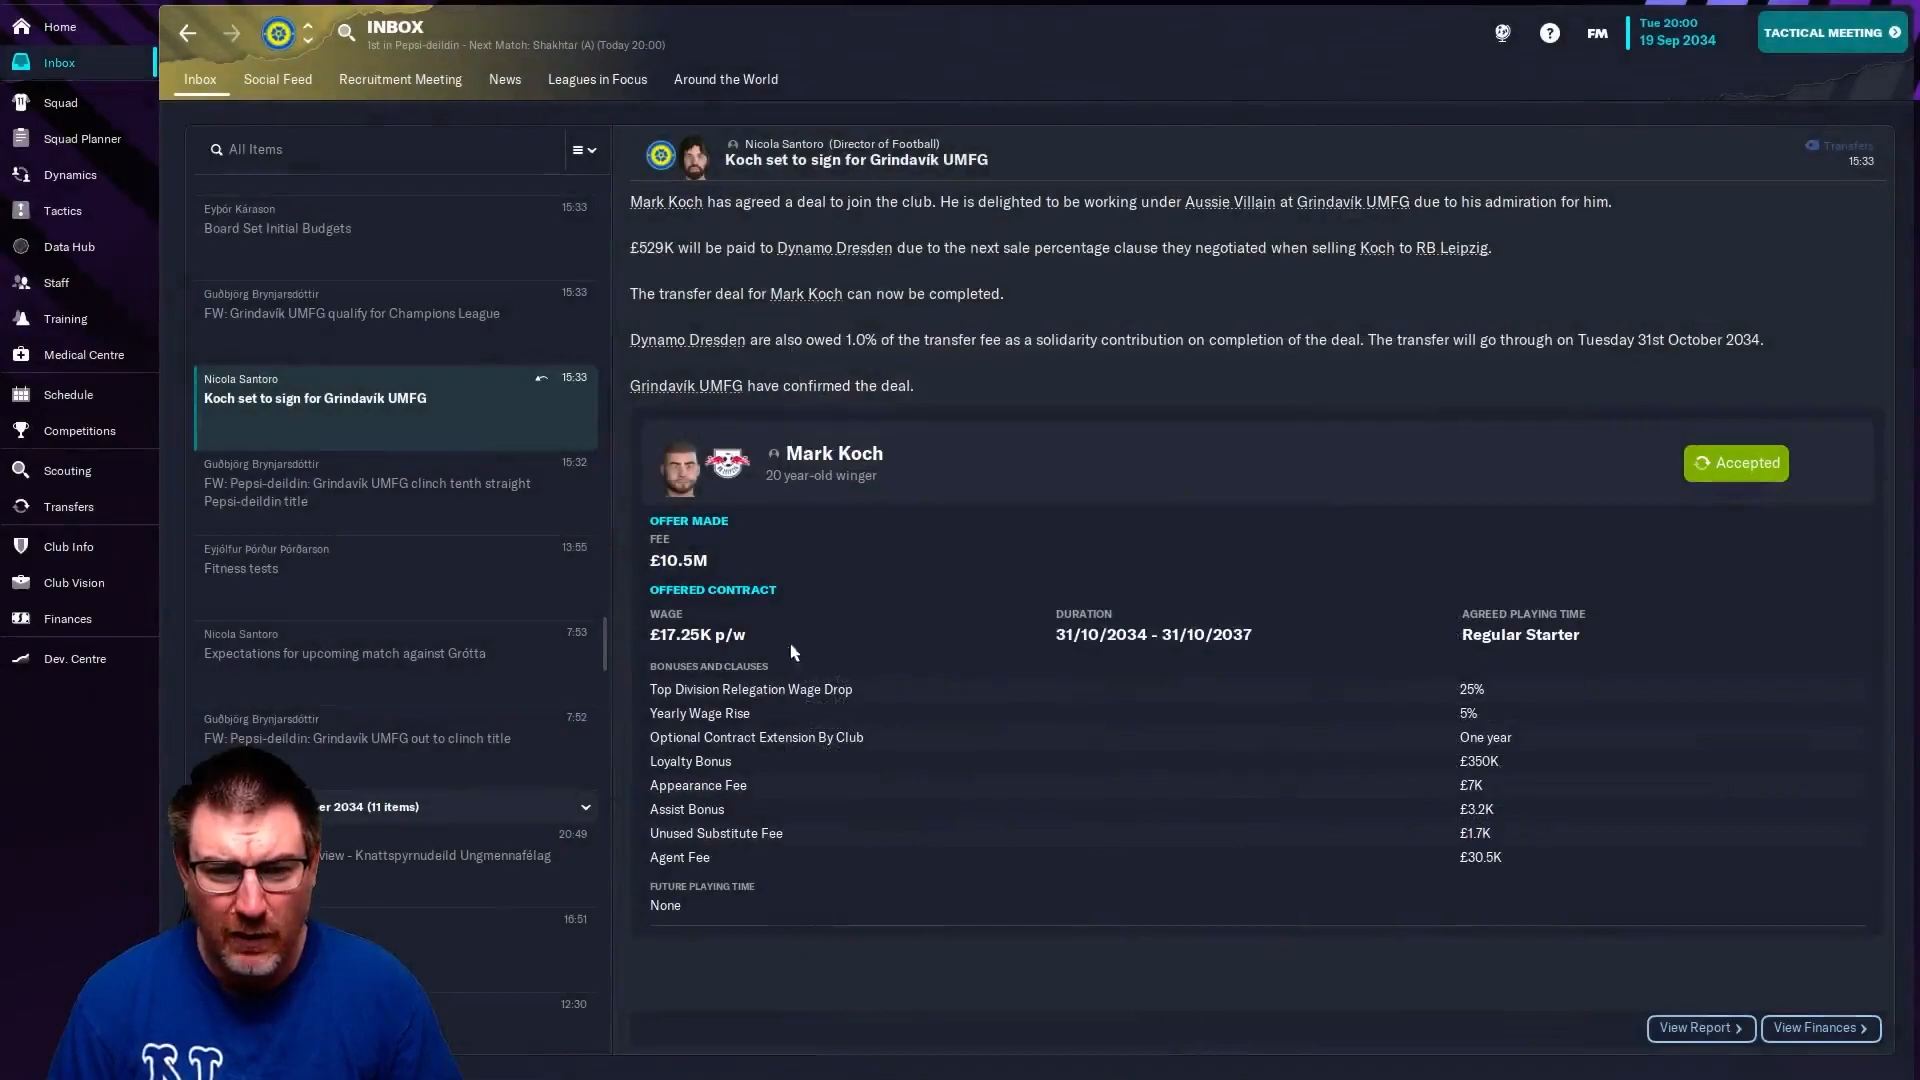 Home
Inbox
Squad
Squad Planner
Dynamics
Tactics
Data Hub
Staff
Training
Medical Centre
Schedule
Competitions
Scouting
Transfers
Club Info
Club Vision
Finances
Dev. Centre
INBOX
1st in Pepsi-deildin - Next Match: Shakhtar (A) (Today 20:00)
FM
Tue 20:00
19 Sep 2034
TACTICAL MEETING
Inbox
Social Feed
Recruitment Meeting
News
Leagues in Focus
Around the World
All Items
Eyþór Kárason 15:33
Board Set Initial Budgets
Guðbjörg Brynjarsdóttir 15:33
FW: Grindavík UMFG qualify for Champions League
Nicola Santoro 15:33
Koch set to sign for Grindavík UMFG
Guðbjörg Brynjarsdóttir 15:32
FW: Pepsi-deildin: Grindavík UMFG clinch tenth straight
Pepsi-deildin title
Eyjólfur Þórður Þórðarson 13:55
Fitness tests
Nicola Santoro 7:53
Expectations for upcoming match against Grótta
Guðbjörg Brynjarsdóttir 7:52
FW: Pepsi-deildin: Grindavík UMFG out to clinch title
er 2034 (11 items)
20:49
view - Knattspyrnudeild Ungmennafélag
16:51
12:30
Nicola Santoro (Director of Football)
Koch set to sign for Grindavík UMFG
Transfers
15:33
Mark Koch has agreed a deal to join the club. He is delighted to be working under Aussie Villain at Grindavík UMFG due to his admiration for him.
£529K will be paid to Dynamo Dresden due to the next sale percentage clause they negotiated when selling Koch to RB Leipzig.
The transfer deal for Mark Koch can now be completed.
Dynamo Dresden are also owed 1.0% of the transfer fee as a solidarity contribution on completion of the deal. The transfer will go through on Tuesday 31st October 2034.
Grindavík UMFG have confirmed the deal.
Mark Koch
20 year-old winger
Accepted
OFFER MADE
FEE
£10.5M
OFFERED CONTRACT
WAGE DURATION AGREED PLAYING TIME
£17.25K p/w 31/10/2034 - 31/10/2037 Regular Starter
BONUSES AND CLAUSES
Top Division Relegation Wage Drop 25%
Yearly Wage Rise 5%
Optional Contract Extension By Club One year
Loyalty Bonus £350K
Appearance Fee £7K
Assist Bonus £3.2K
Unused Substitute Fee £1.7K
Agent Fee £30.5K
FUTURE PLAYING TIME
None
View Report
View Finances